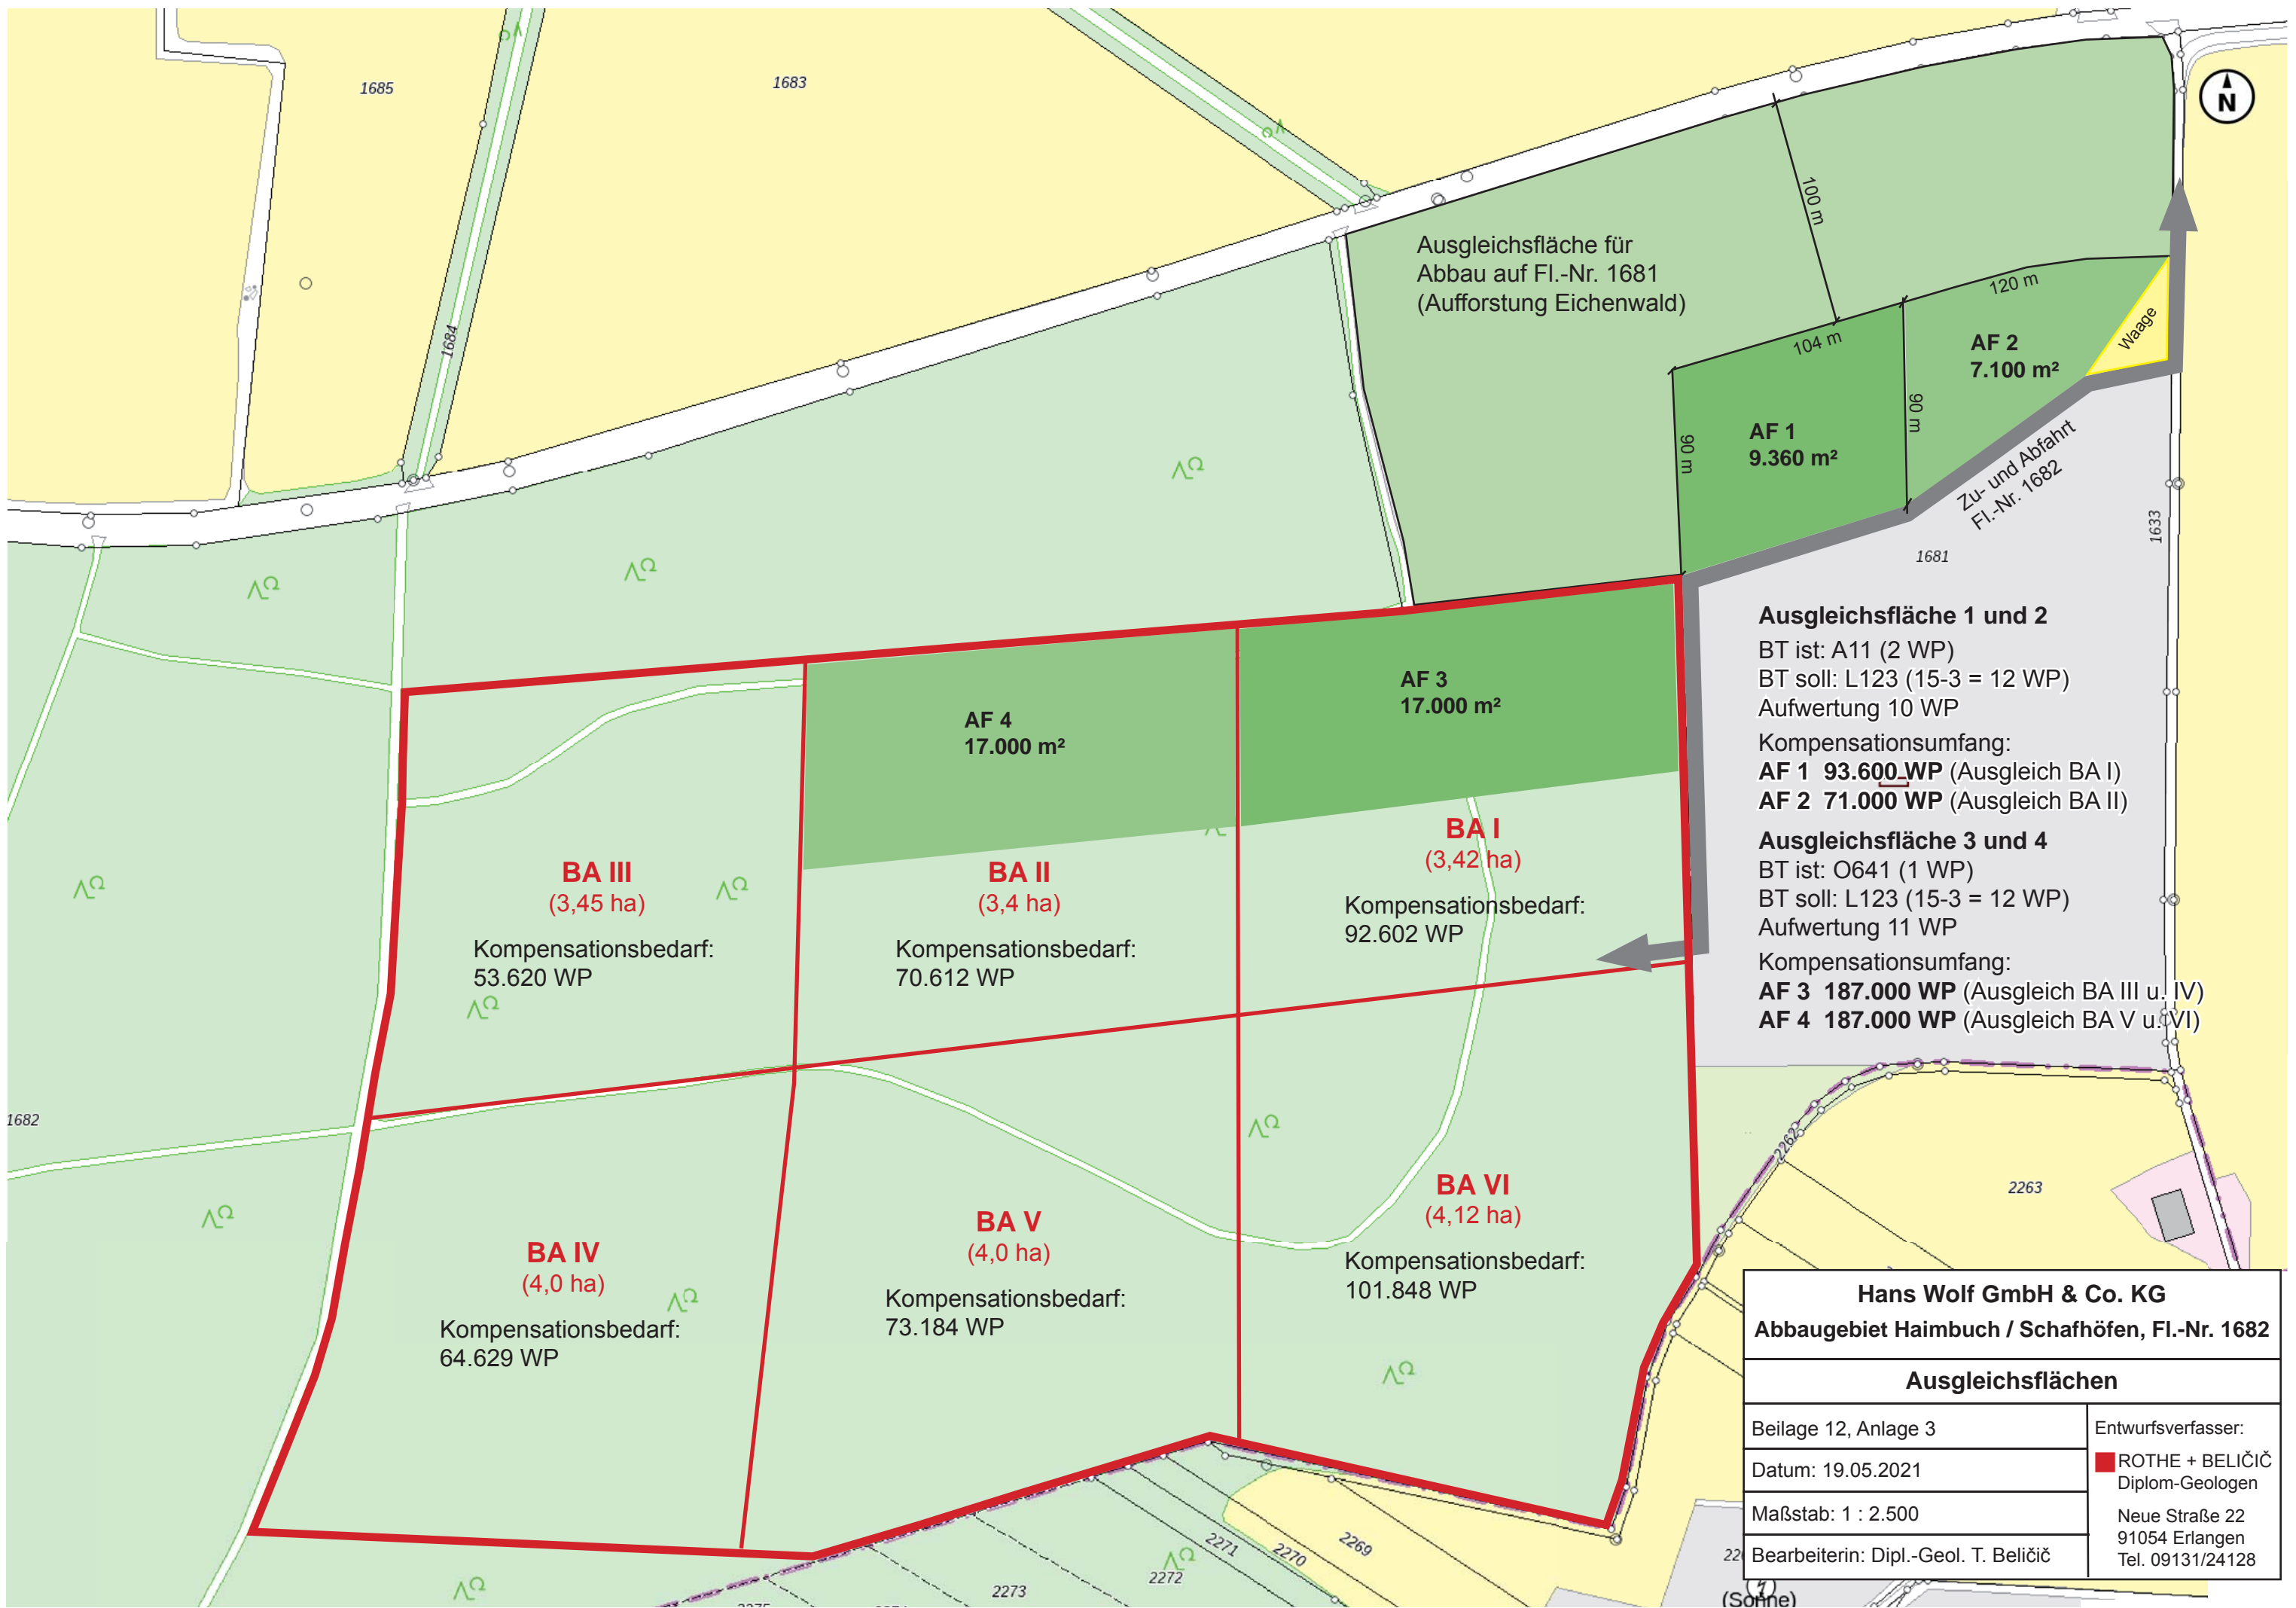 1685
1683
1684
N
Ausgleichsfläche für
Abbau auf Fl.-Nr. 1681
(Aufforstung Eichenwald)
100 m
120 m
104 m
Waage
AF 2
7.100 m²
90 m
90 m
AF 1
9.360 m²
Zu- und Abfahrt
Fl.-Nr. 1682
1681
1633
Ausgleichsfläche 1 und 2
BT ist: A11 (2 WP)
BT soll: L123 (15-3 = 12 WP)
Aufwertung 10 WP
Kompensationsumfang:
AF 1 93.600 WP (Ausgleich BA I)
AF 2 71.000 WP (Ausgleich BA II)
Ausgleichsfläche 3 und 4
BT ist: O641 (1 WP)
BT soll: L123 (15-3 = 12 WP)
Aufwertung 11 WP
Kompensationsumfang:
AF 3 187.000 WP (Ausgleich BA III u. IV)
AF 4 187.000 WP (Ausgleich BA V u. VI)
AF 3
17.000 m²
AF 4
17.000 m²
BA I
(3,42 ha)
Kompensationsbedarf:
92.602 WP
BA II
(3,4 ha)
Kompensationsbedarf:
70.612 WP
BA III
(3,45 ha)
Kompensationsbedarf:
53.620 WP
1682
BA IV
(4,0 ha)
Kompensationsbedarf:
64.629 WP
BA V
(4,0 ha)
Kompensationsbedarf:
73.184 WP
BA VI
(4,12 ha)
Kompensationsbedarf:
101.848 WP
2262
2263
2269
2270
2271
2272
2273
(Sonne)
Hans Wolf GmbH & Co. KG
Abbaugebiet Haimbuch / Schafhöfen, Fl.-Nr. 1682
Ausgleichsflächen
Beilage 12, Anlage 3
Datum: 19.05.2021
Maßstab: 1 : 2.500
Bearbeiterin: Dipl.-Geol. T. Beličič
Entwurfsverfasser:
ROTHE + BELIČIČ
Diplom-Geologen
Neue Straße 22
91054 Erlangen
Tel. 09131/24128